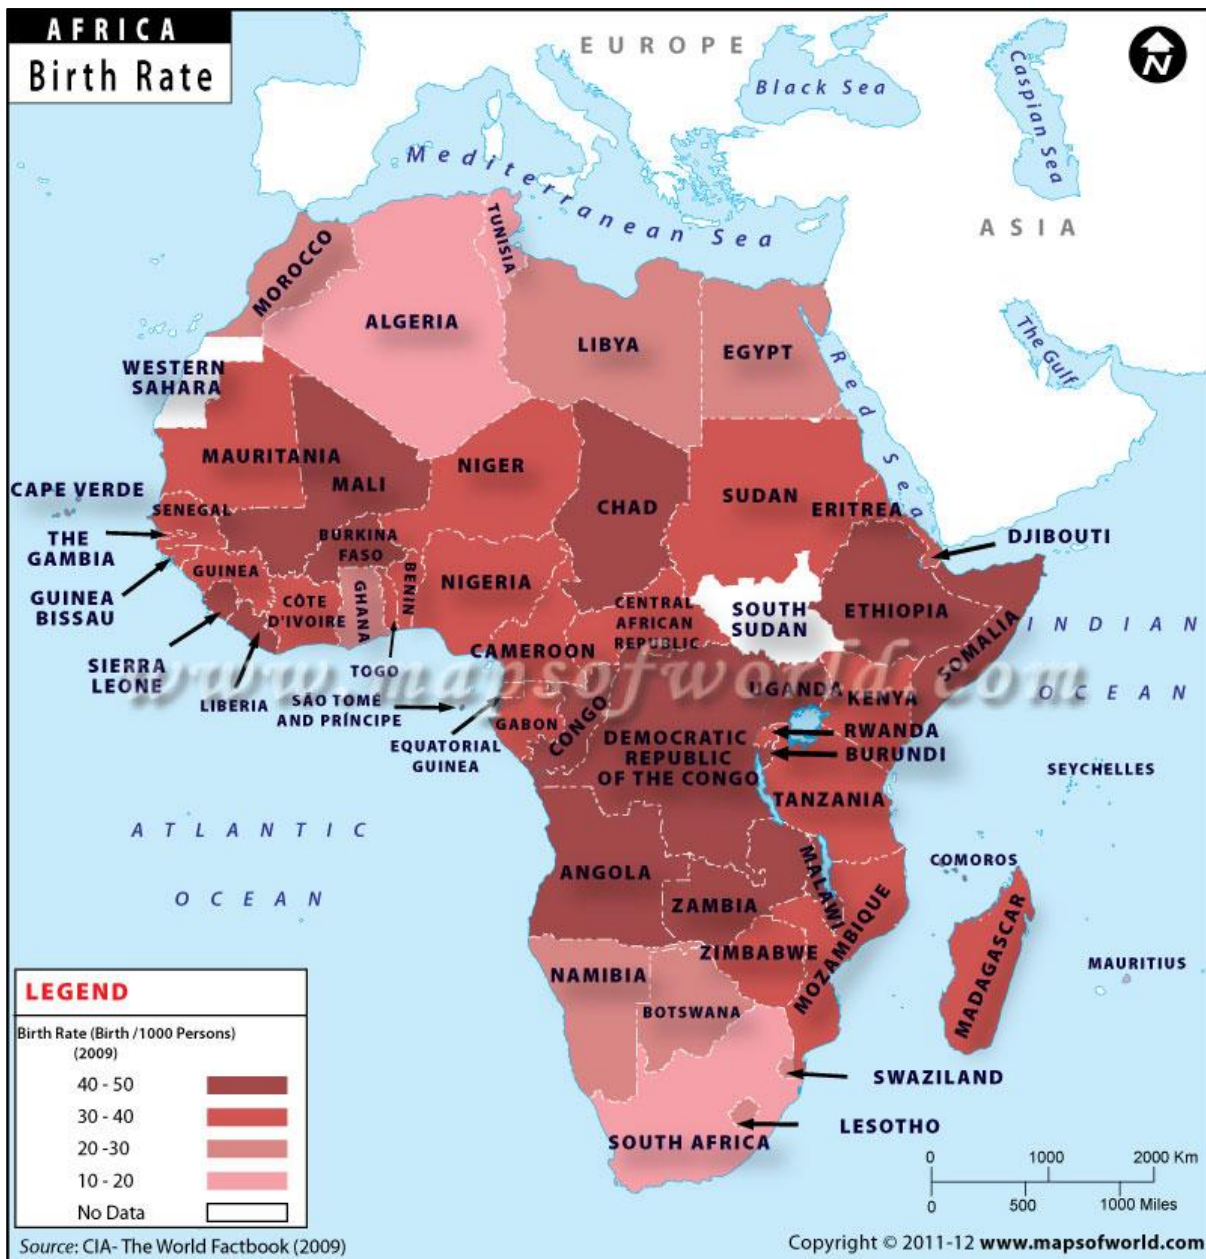 AFRICA
Birth Rate
EUROPE
Black Sea
Caspian Sea
Mediterranean Sea
ASIA
MOROCCO
TUNISIA
ALGERIA
LIBYA
EGYPT
The Gulf
Red Sea
WESTERN
SAHARA
MAURITANIA
MALI
NIGER
CHAD
SUDAN
ERITREA
CAPE VERDE
SENEGAL
THE
GAMBIA
BURKINA
FASO
DJIBOUTI
GUINEA
GUINEA
BISSAU
CÔTE
D'IVOIRE
GHANA
BENIN
NIGERIA
CENTRAL
AFRICAN
REPUBLIC
SOUTH
SUDAN
ETHIOPIA
SOMALIA
INDIAN
OCEAN
SIERRA
LEONE
LIBERIA
TOGO
CAMEROON
www.mapsofworld.com
SÃO TOMÉ
AND PRÍNCIPE
EQUATORIAL
GUINEA
GABON
CONGO
DEMOCRATIC
REPUBLIC
OF THE CONGO
UGANDA
KENYA
RWANDA
BURUNDI
TANZANIA
SEYCHELLES
ATLANTIC
OCEAN
ANGOLA
ZAMBIA
MALAWI
MOZAMBIQUE
COMOROS
MADAGASCAR
MAURITIUS
ZIMBABWE
NAMIBIA
BOTSWANA
SWAZILAND
LESOTHO
SOUTH AFRICA
LEGEND
Birth Rate (Birth /1000 Persons)
(2009)
40 - 50
30 - 40
20 -30
10 - 20
No Data
0 1000 2000 Km
0 500 1000 Miles
Source: CIA- The World Factbook (2009)
Copyright © 2011-12 www.mapsofworld.com
N